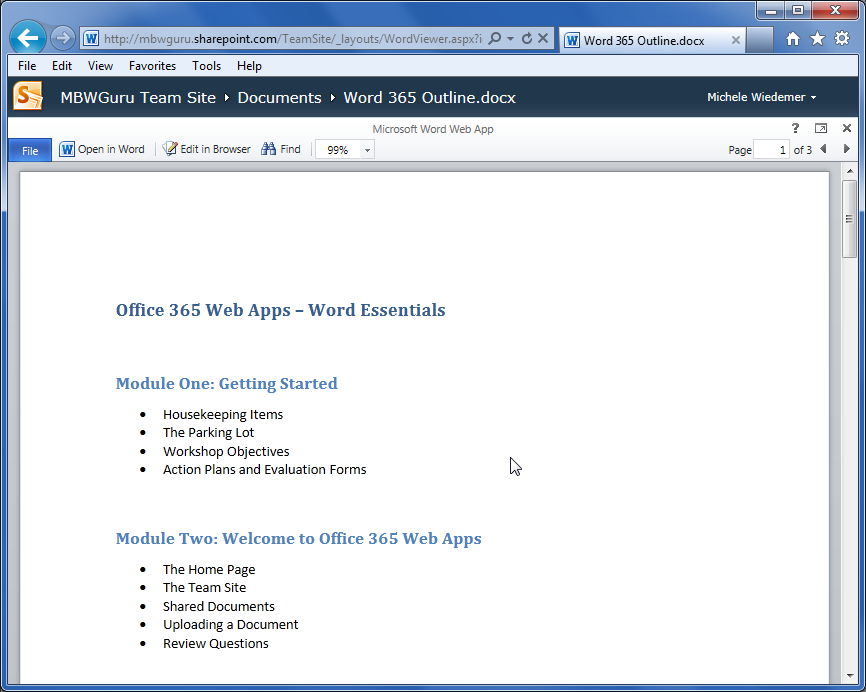 http://mbwguru.sharepoint.com/TeamSite/_layouts/WordViewer.aspx?i
Word 365 Outline.docx
File Edit View Favorites Tools Help
MBWGuru Team Site Documents Word 365 Outline.docx
Michele Wiedemer
Microsoft Word Web App
?
File Open in Word Edit in Browser Find 99% Page 1 of 3
Office 365 Web Apps – Word Essentials
Module One: Getting Started
• Housekeeping Items
• The Parking Lot
• Workshop Objectives
• Action Plans and Evaluation Forms
Module Two: Welcome to Office 365 Web Apps
• The Home Page
• The Team Site
• Shared Documents
• Uploading a Document
• Review Questions